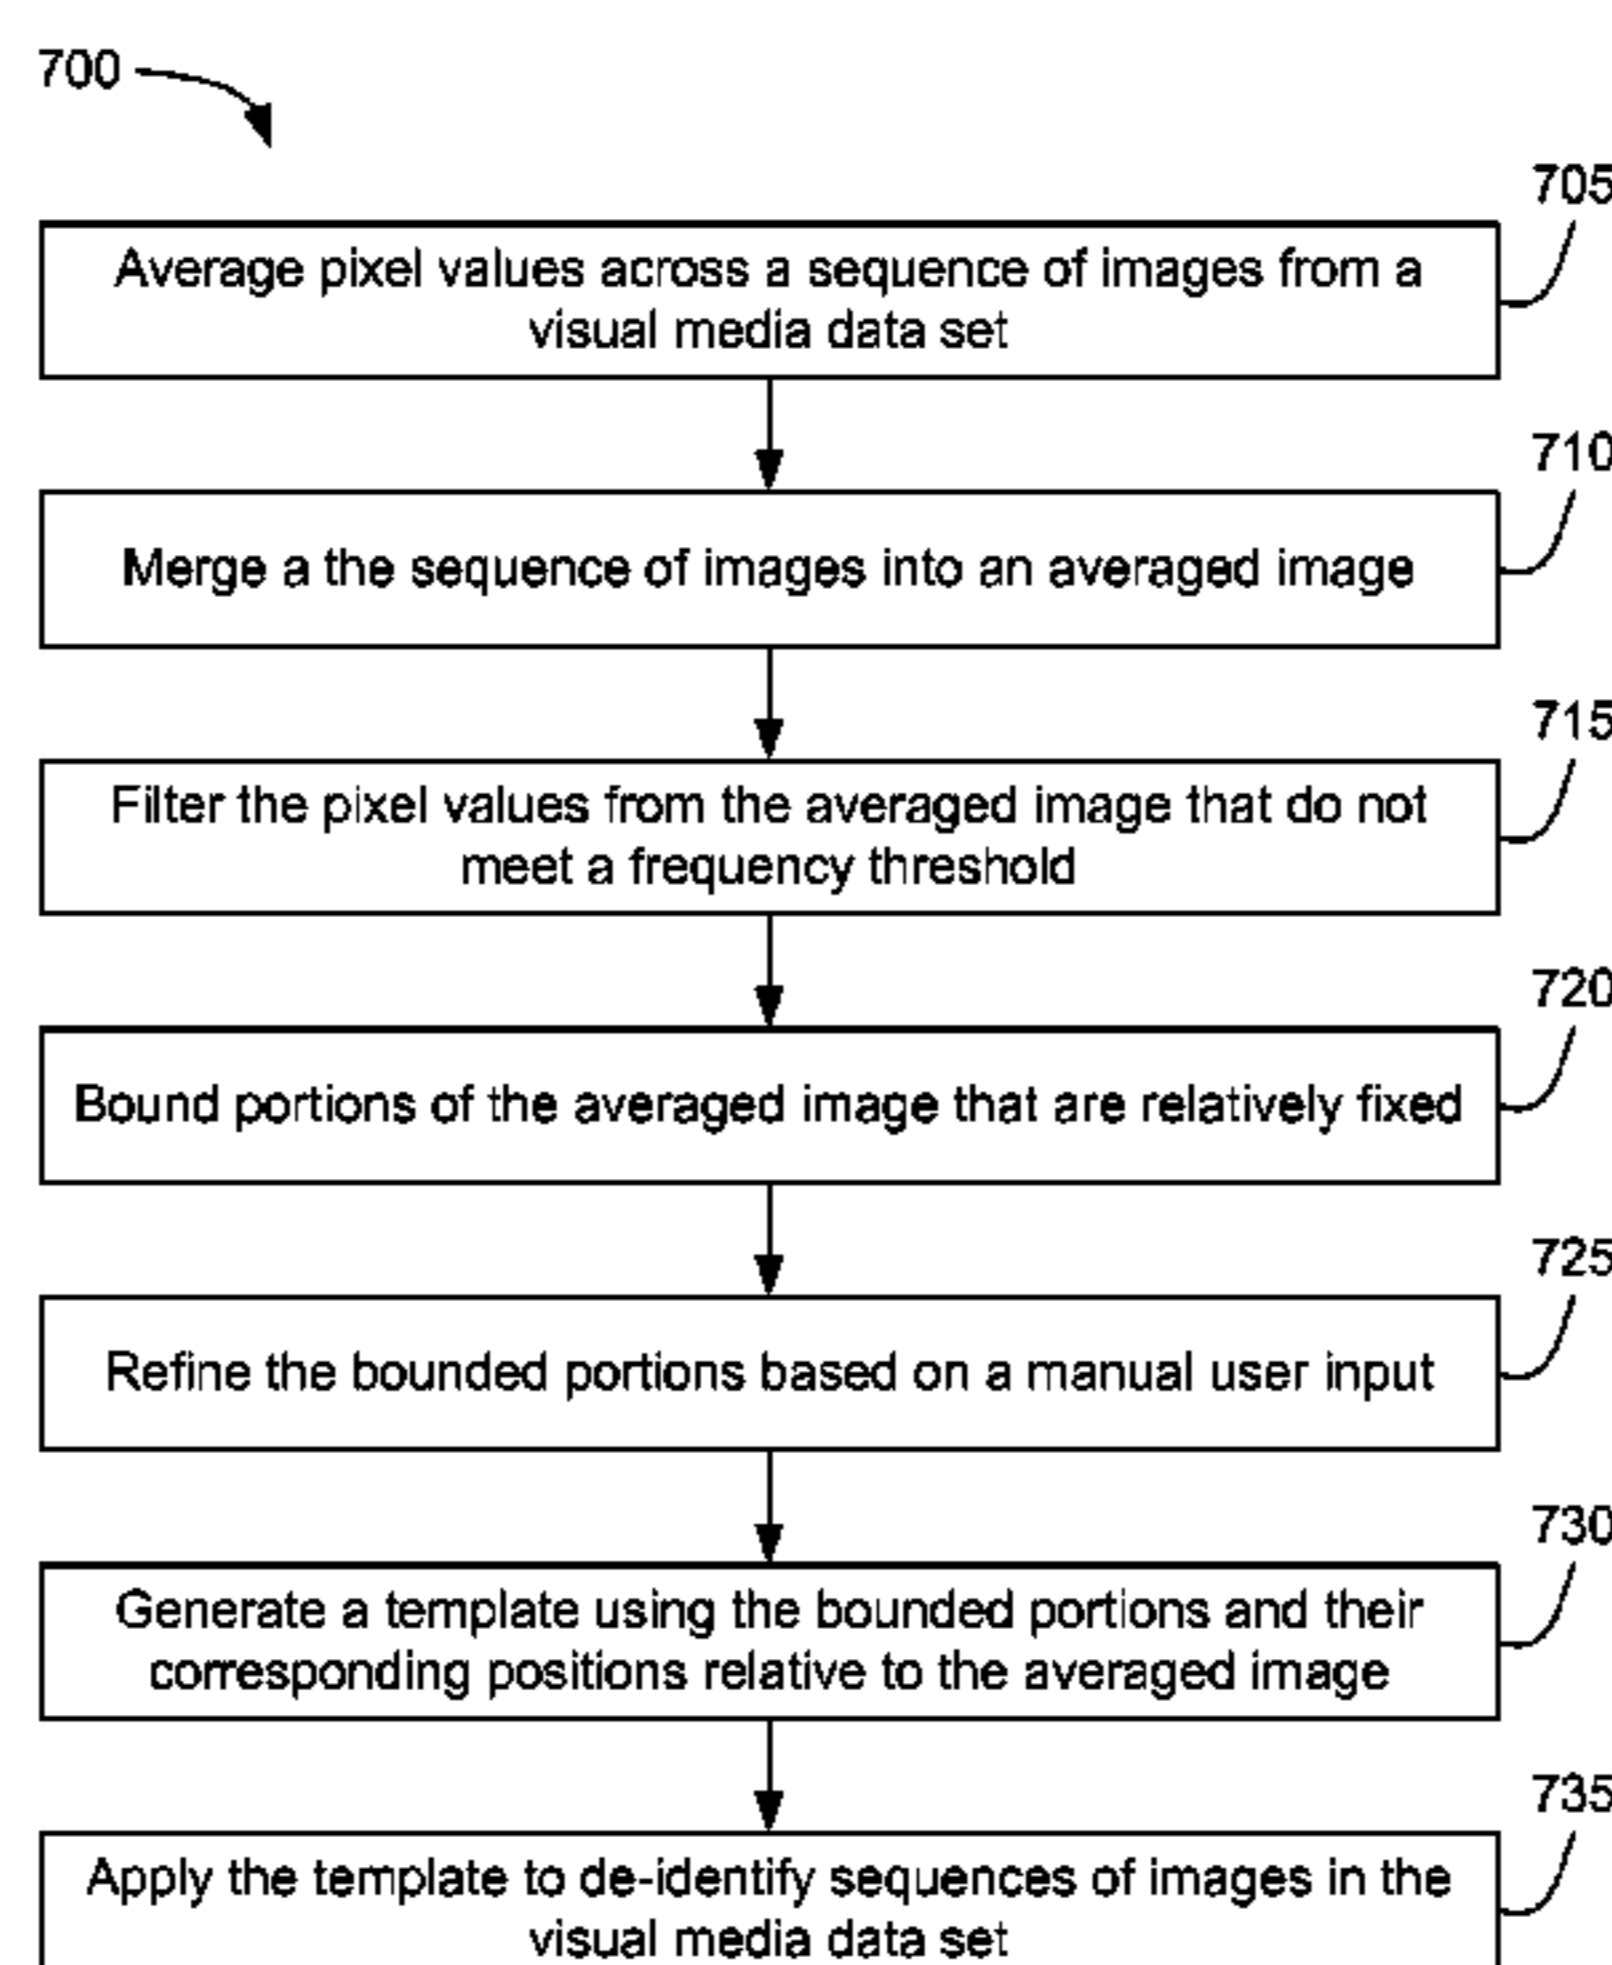 700
705
Average pixel values across a sequence of images from a
visual media data set
710
Merge a the sequence of images into an averaged image
715
Filter the pixel values from the averaged image that do not
meet a frequency threshold
720
Bound portions of the averaged image that are relatively fixed
725
Refine the bounded portions based on a manual user input
730
Generate a template using the bounded portions and their
corresponding positions relative to the averaged image
735
Apply the template to de-identify sequences of images in the
visual media data set